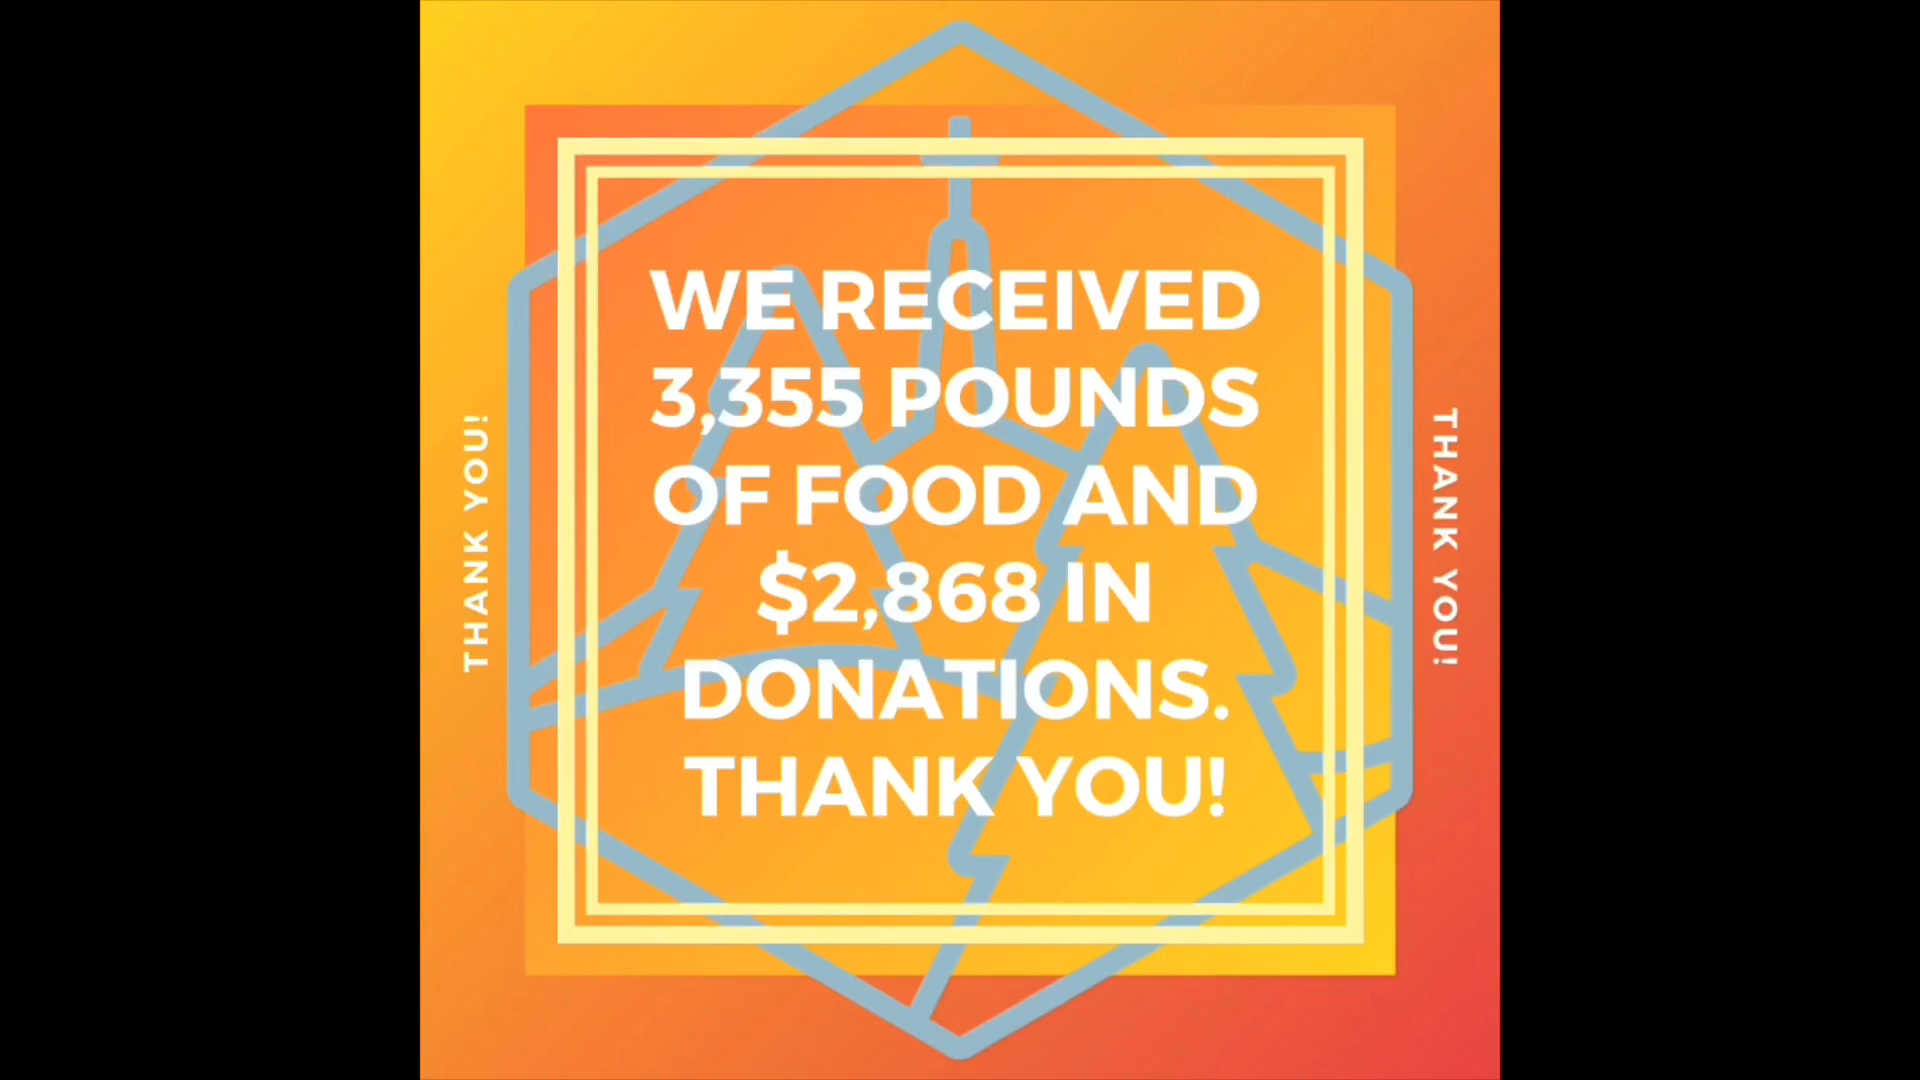 THANK YOU!
WE RECEIVED
3,355 POUNDS
OF FOOD AND
$2,868 IN
DONATIONS.
THANK YOU!
THANK YOU!